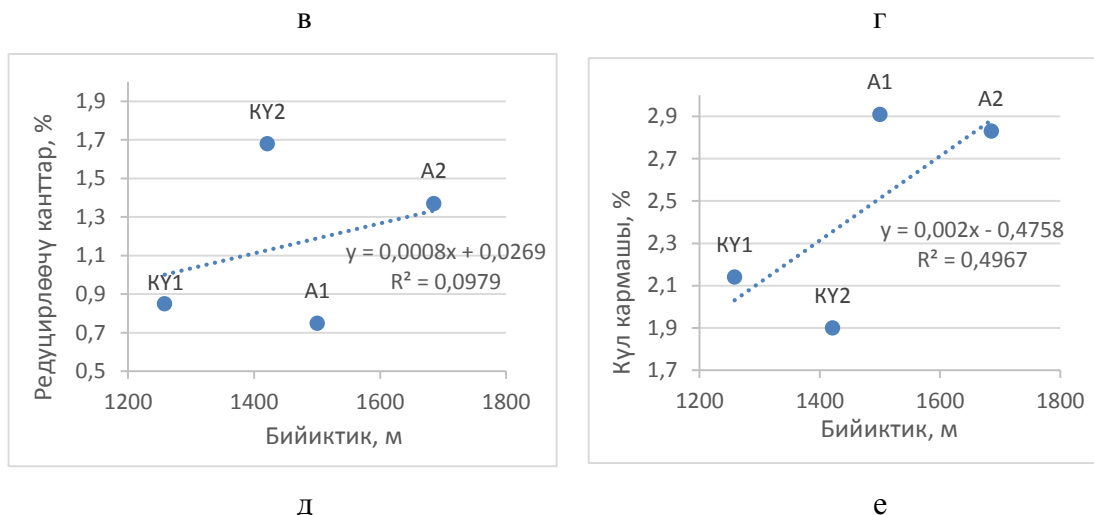 в
г
Редуцирлөөчү канттар, %
1,9
1,7
1,5
1,3
1,1
0,9
0,7
0,5
КҮ2
А2
КҮ1
А1
y = 0,0008x + 0,0269
R² = 0,0979
1200
1400
1600
1800
Бийиктик, м
Күл кармашы, %
2,9
2,7
2,5
2,3
2,1
1,9
1,7
А1
А2
КҮ1
КҮ2
y = 0,002x - 0,4758
R² = 0,4967
1200
1400
1600
1800
Бийиктик, м
д
е